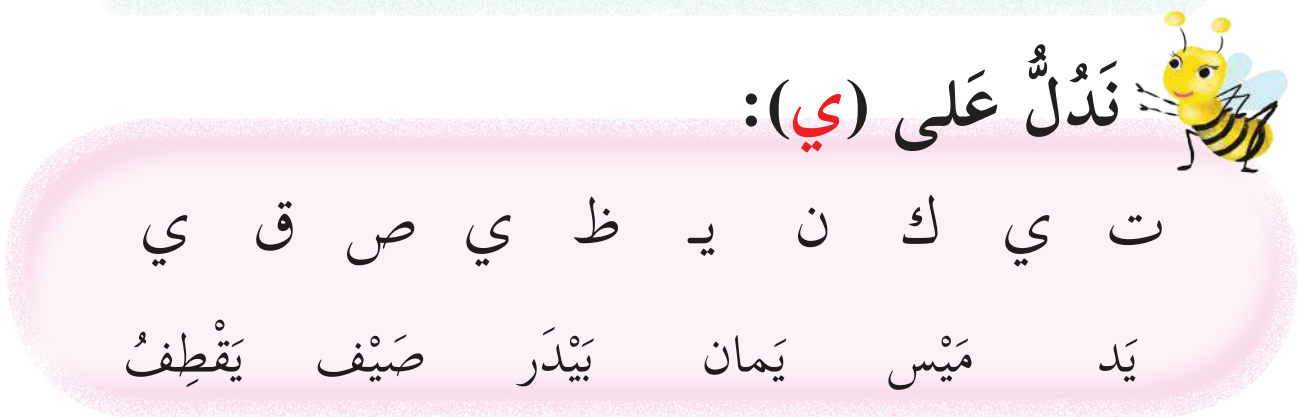 نَدُلُّ عَلى (ي):
ت ي ك ن يـ ظ ي ص ق ي
يَد مَيْس يَمان بَيْدَر صَيْف يَقْطِفُ